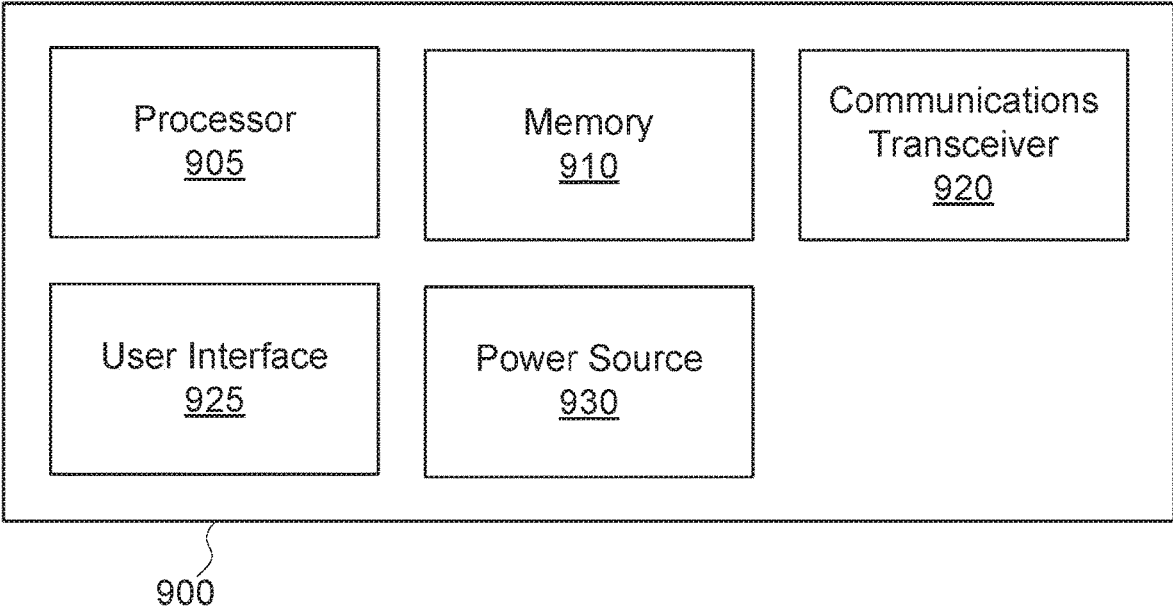 Processor
905
Memory
910
Communications
Transceiver
920
User Interface
925
Power Source
930
900